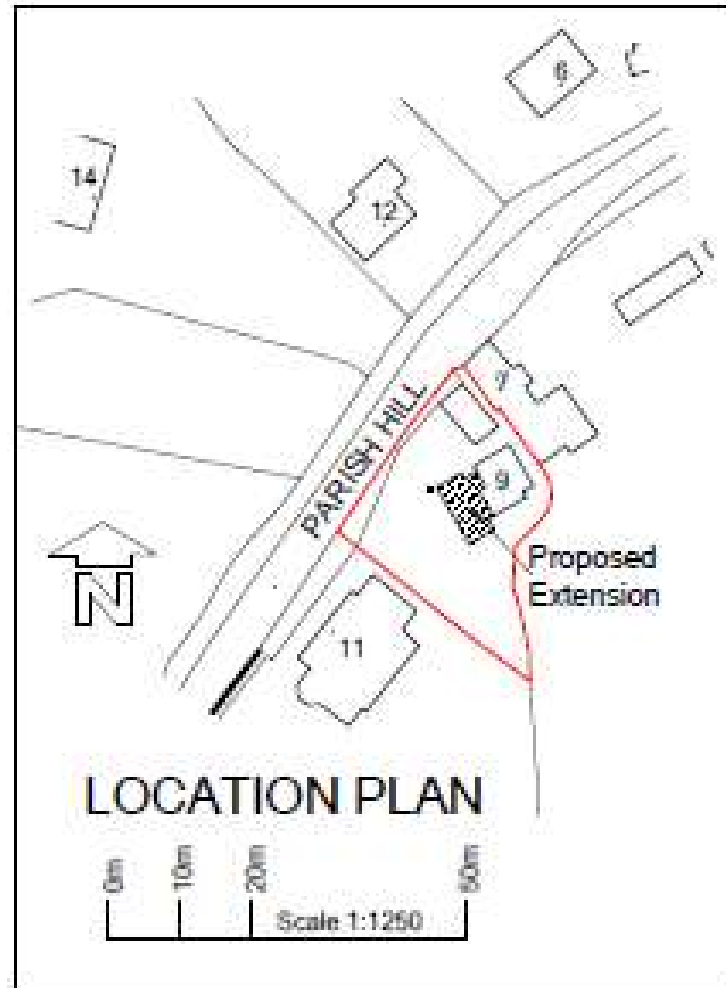 6
14
12
7
PARISH HILL
9
Proposed
Extension
N
11
LOCATION PLAN
0m 10m 20m 50m
Scale 1:1250